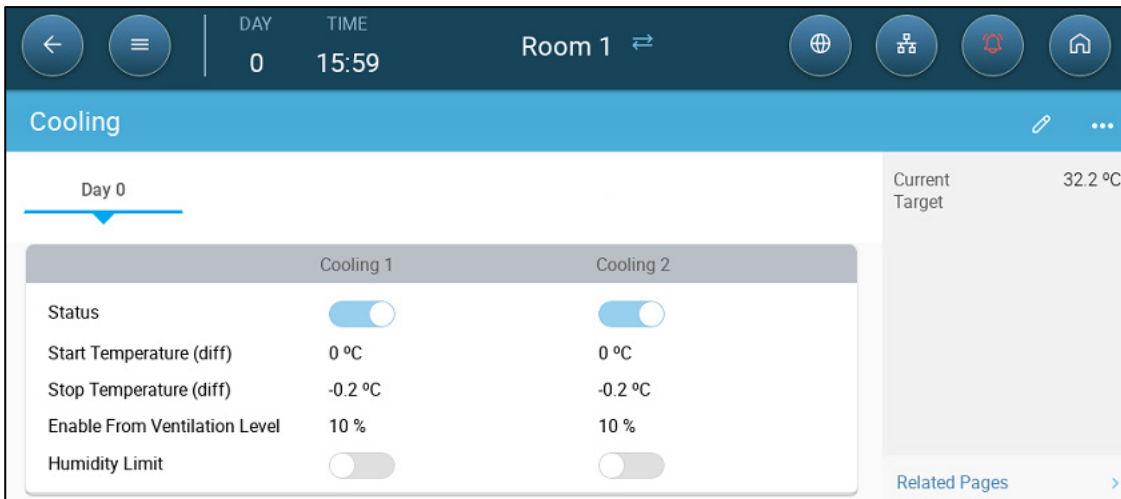 DAY TIME
0 15:59
Room 1
Cooling
Day 0
Current Target 32.2 ºC
Cooling 1 Cooling 2
Status
Start Temperature (diff) 0 ºC 0 ºC
Stop Temperature (diff) -0.2 ºC -0.2 ºC
Enable From Ventilation Level 10 % 10 %
Humidity Limit
Related Pages